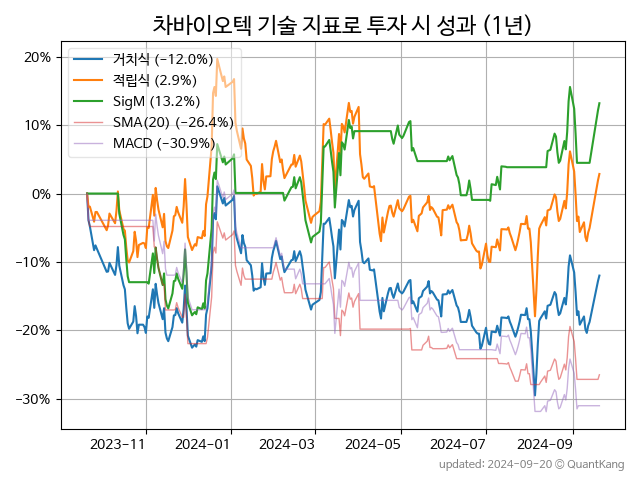 차바이오텍 기술 지표로 투자 시 성과 (1년)
거치식 (−12.0%)
적립식 (2.9%)
SigM (13.2%)
SMA(20) (−26.4%)
MACD (−30.9%)
20%
10%
0%
−10%
−20%
−30%
2023-11 2024-01 2024-03 2024-05 2024-07 2024-09
updated: 2024-09-20 © QuantKang